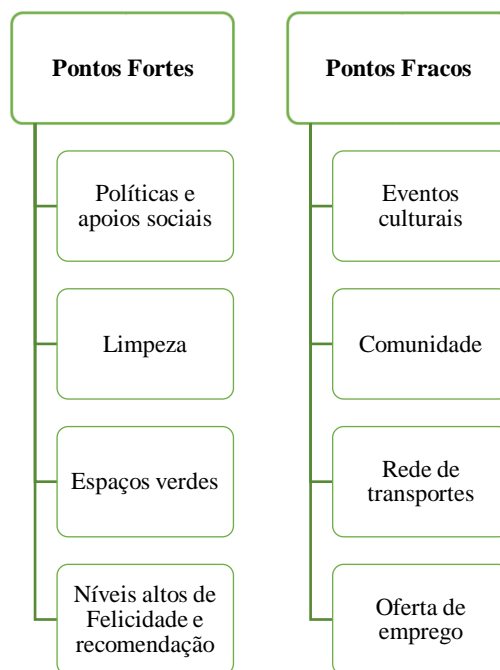 Pontos Fortes
Políticas e
apoios sociais
Limpeza
Espaços verdes
Níveis altos de
Felicidade e
recomendação
Pontos Fracos
Eventos
culturais
Comunidade
Rede de
transportes
Oferta de
emprego